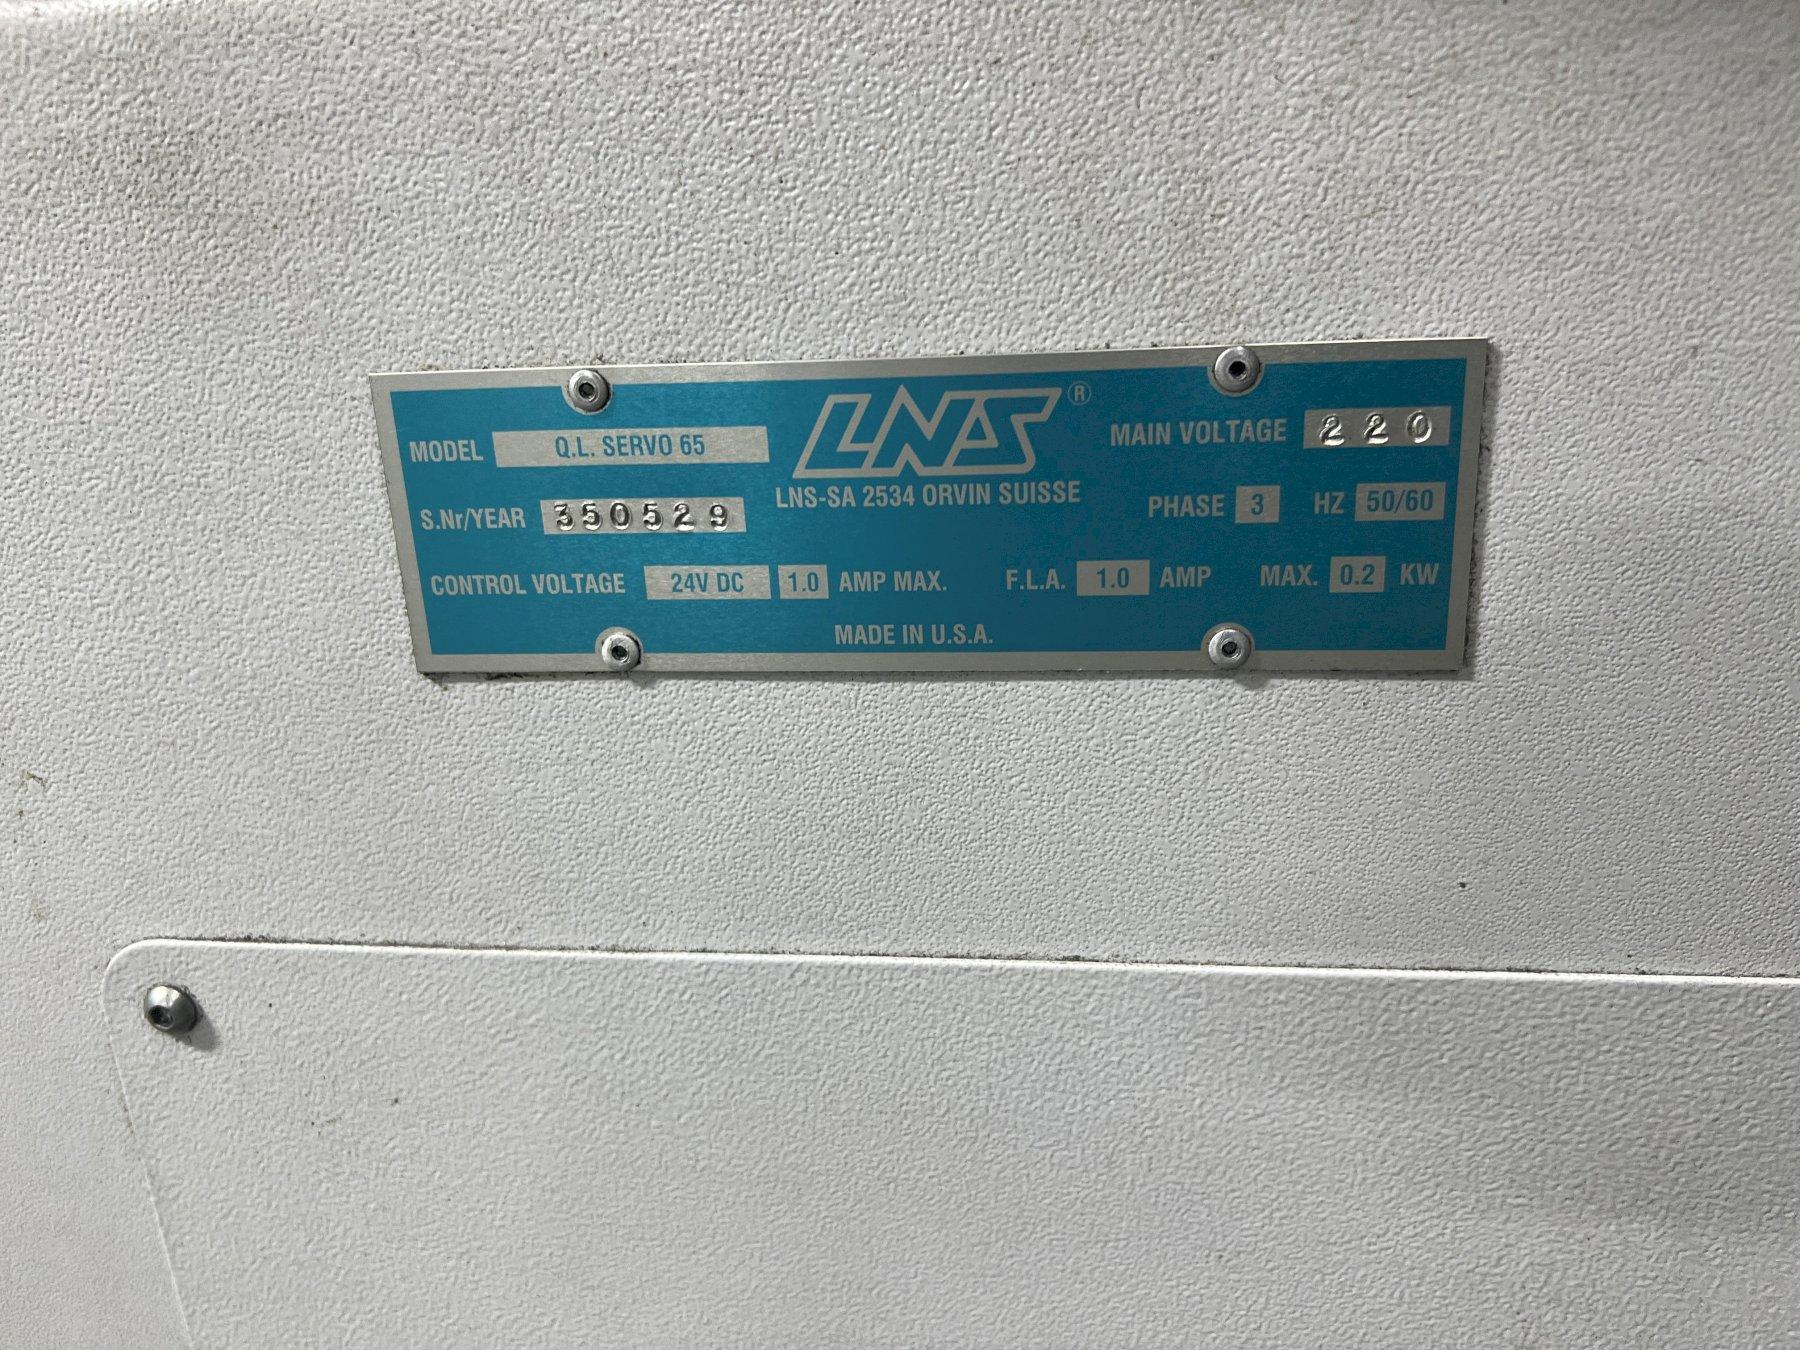 MODEL Q.L. SERVO 65 LNS ® MAIN VOLTAGE 220
LNS-SA 2534 ORVIN SUISSE
S.Nr/YEAR 350529 PHASE 3 HZ 50/60
CONTROL VOLTAGE 24V DC 1.0 AMP MAX. F.L.A. 1.0 AMP MAX. 0.2 KW
MADE IN U.S.A.